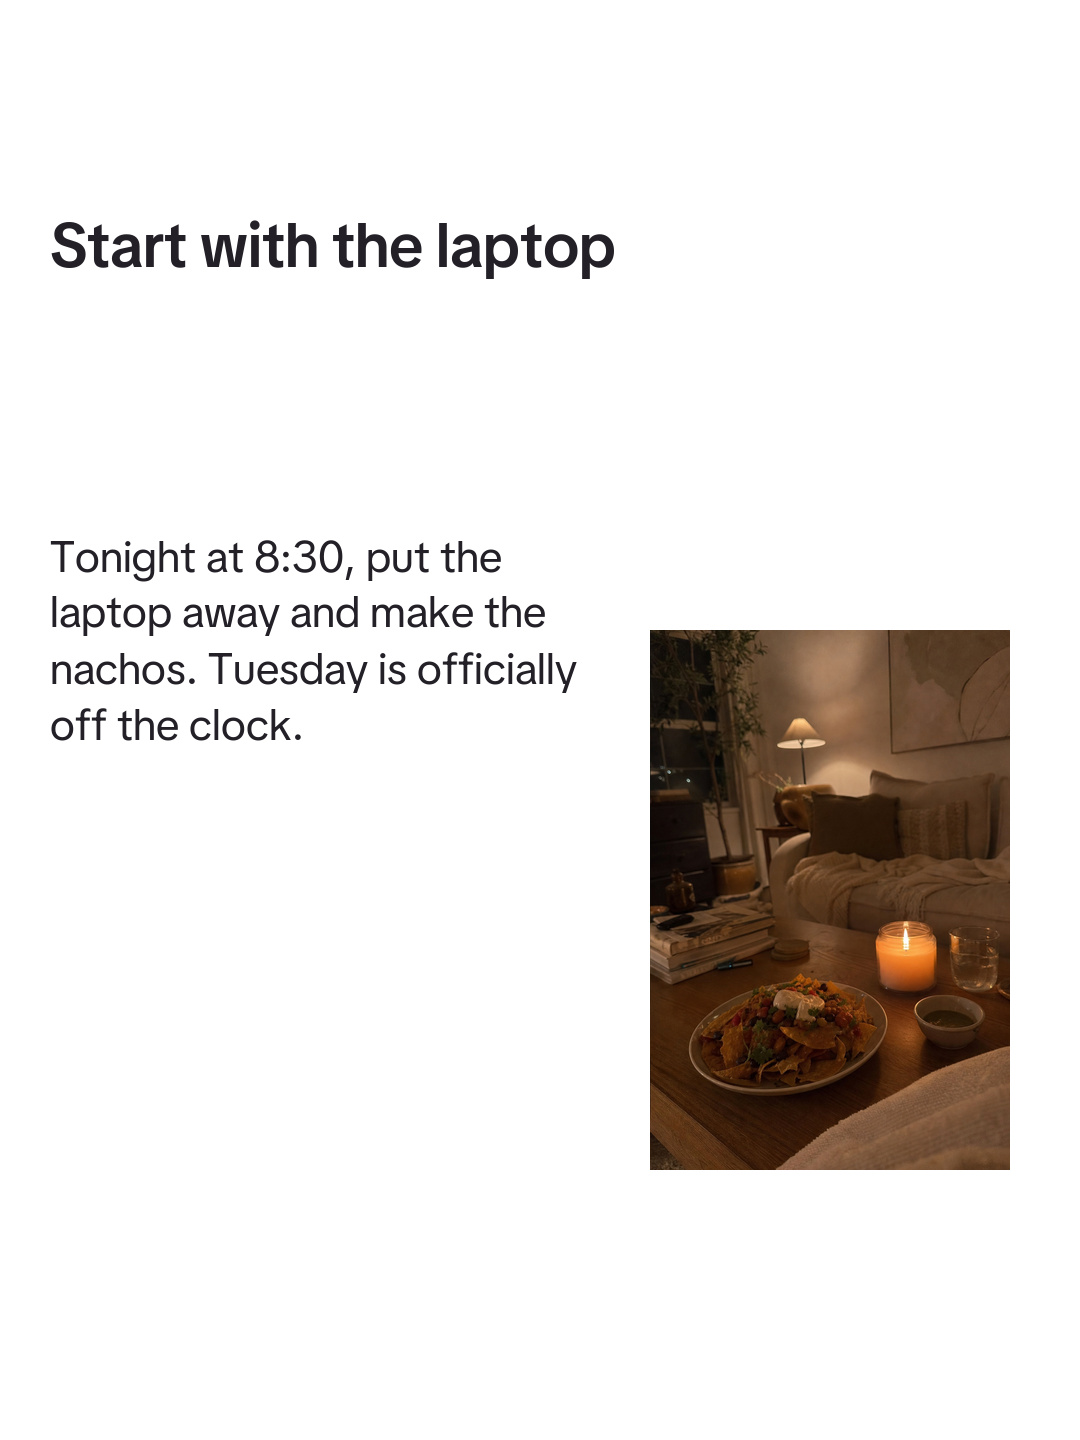 Start with the laptop
Tonight at 8:30, put the
laptop away and make the
nachos. Tuesday is officially
off the clock.